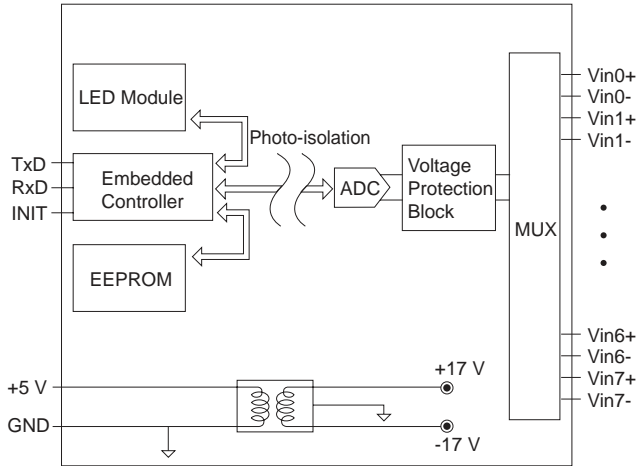 LED Module
Photo-isolation
TxD
RxD
INIT
Embedded
Controller
ADC
Voltage
Protection
Block
MUX
EEPROM
Vin0+
Vin0-
Vin1+
Vin1-
Vin6+
Vin6-
Vin7+
Vin7-
+5 V
GND
+17 V
-17 V